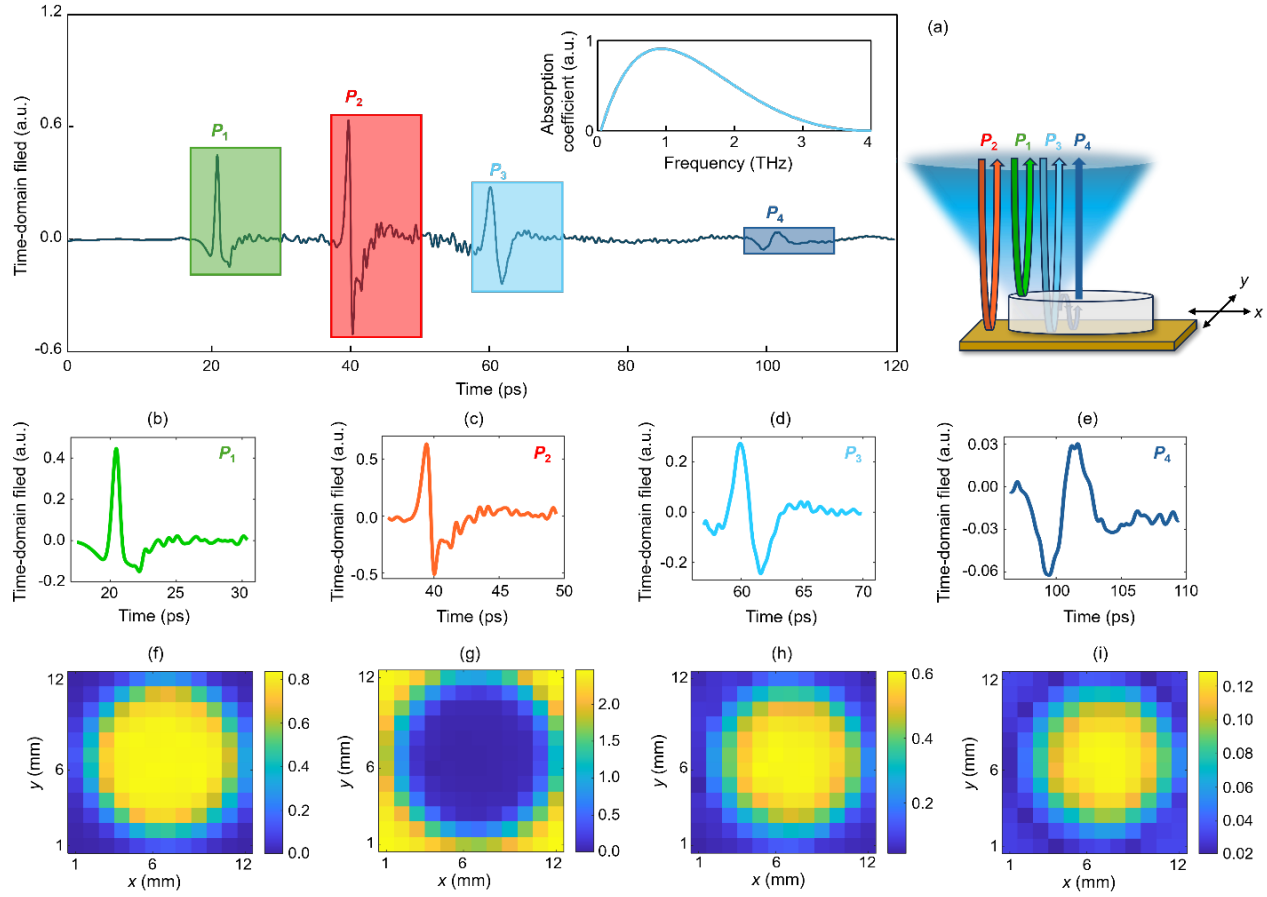 (a)
1.2
0.6
0.0
-0.6
Time-domain filed (a.u.)
0 20 40 60 80 100 120
Time (ps)
P1
P2
P3
P4
Absorption
coefficient (a.u.)
1
0
0 1 2 3 4
Frequency (THz)
P2 P1 P3 P4
y
x
(b)
Time-domain filed (a.u.)
0.4
0.2
0.0
-0.2
P1
20 25 30
Time (ps)
(c)
Time-domain filed (a.u.)
0.5
0.0
-0.5
P2
40 45 50
Time (ps)
(d)
Time-domain filed (a.u.)
0.2
0.0
-0.2
P3
60 65 70
Time (ps)
(e)
Time-domain filed (a.u.)
0.03
0.00
-0.03
-0.06
P4
100 105 110
Time (ps)
(f)
y (mm)
12
6
1
1 6 12
x (mm)
0.8
0.6
0.4
0.2
0.0
(g)
y (mm)
12
6
1
1 6 12
x (mm)
2.0
1.5
1.0
0.5
0.0
(h)
y (mm)
12
6
1
1 6 12
x (mm)
0.6
0.4
0.2
(i)
y (mm)
12
6
1
1 6 12
x (mm)
0.12
0.10
0.08
0.06
0.04
0.02